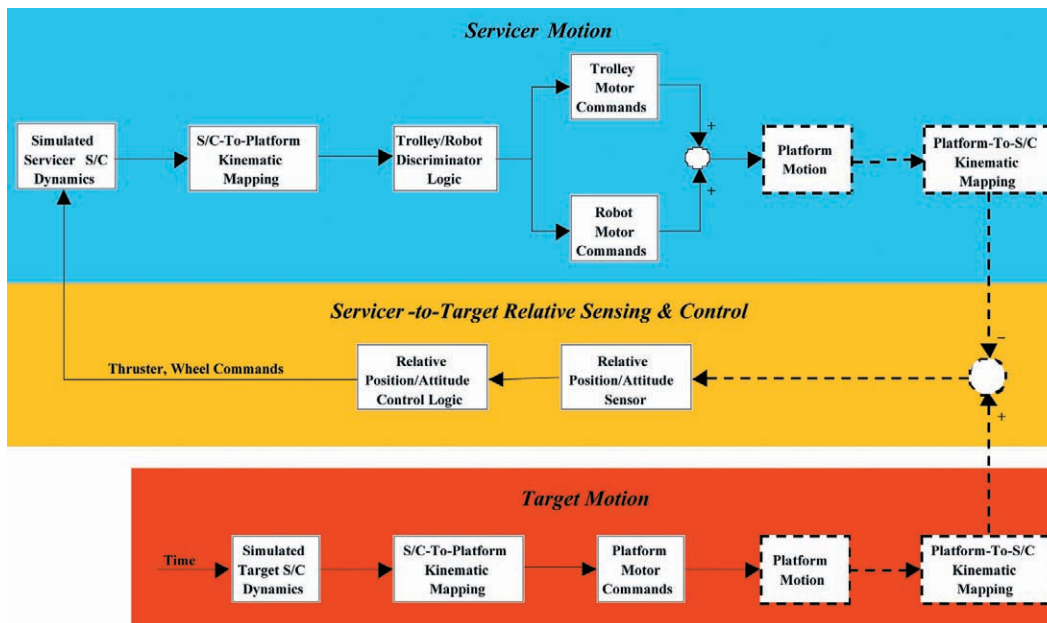 Servicer Motion
Trolley
Motor
Commands
Simulated
Servicer S/C
Dynamics
S/C-To-Platform
Kinematic
Mapping
Trolley/Robot
Discriminator
Logic
+
+
Platform
Motion
Platform-To-S/C
Kinematic
Mapping
Robot
Motor
Commands
Servicer -to-Target Relative Sensing & Control
Thruster, Wheel Commands
Relative
Position/Attitude
Control Logic
Relative
Position/Attitude
Sensor
−
+
Target Motion
Time
Simulated
Target S/C
Dynamics
S/C-To-Platform
Kinematic
Mapping
Platform
Motor
Commands
Platform
Motion
Platform-To-S/C
Kinematic
Mapping